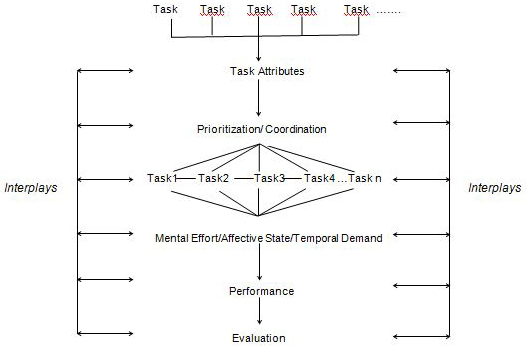 Task Task Task Task Task .......
Task Attributes
Prioritization/ Coordination
Task1 Task2 Task3 Task4 ...Task n
Interplays Interplays
Mental Effort/Affective State/Temporal Demand
Performance
Evaluation